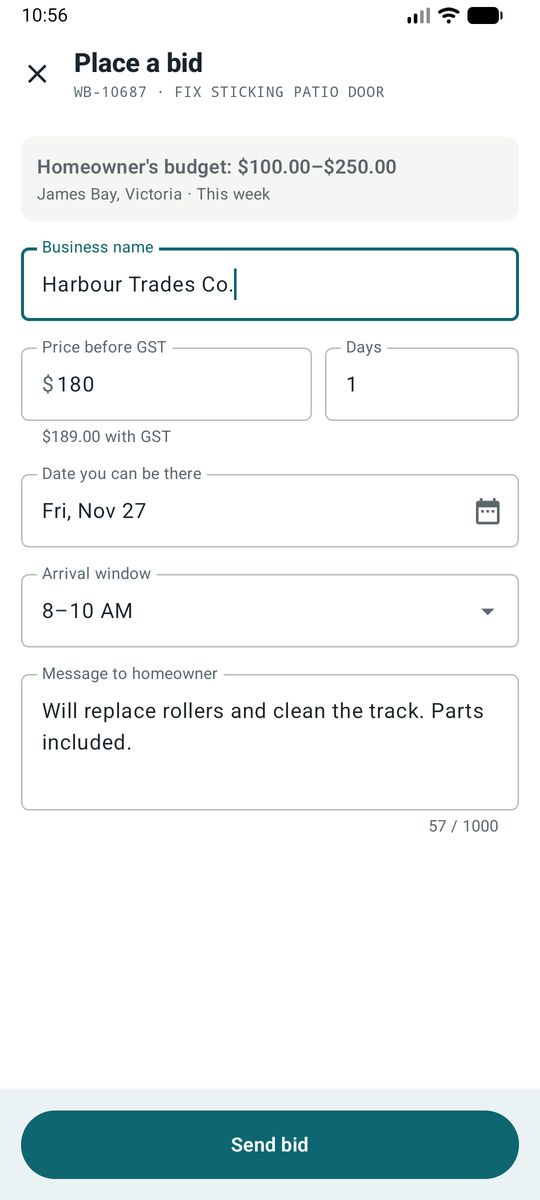 10:56
Place a bid
WB-10687 · FIX STICKING PATIO DOOR
Homeowner's budget: $100.00–$250.00
James Bay, Victoria · This week
Business name
Harbour Trades Co.
Price before GST
$180
Days
1
$189.00 with GST
Date you can be there
Fri, Nov 27
Arrival window
8–10 AM
Message to homeowner
Will replace rollers and clean the track. Parts
included.
57 / 1000
Send bid